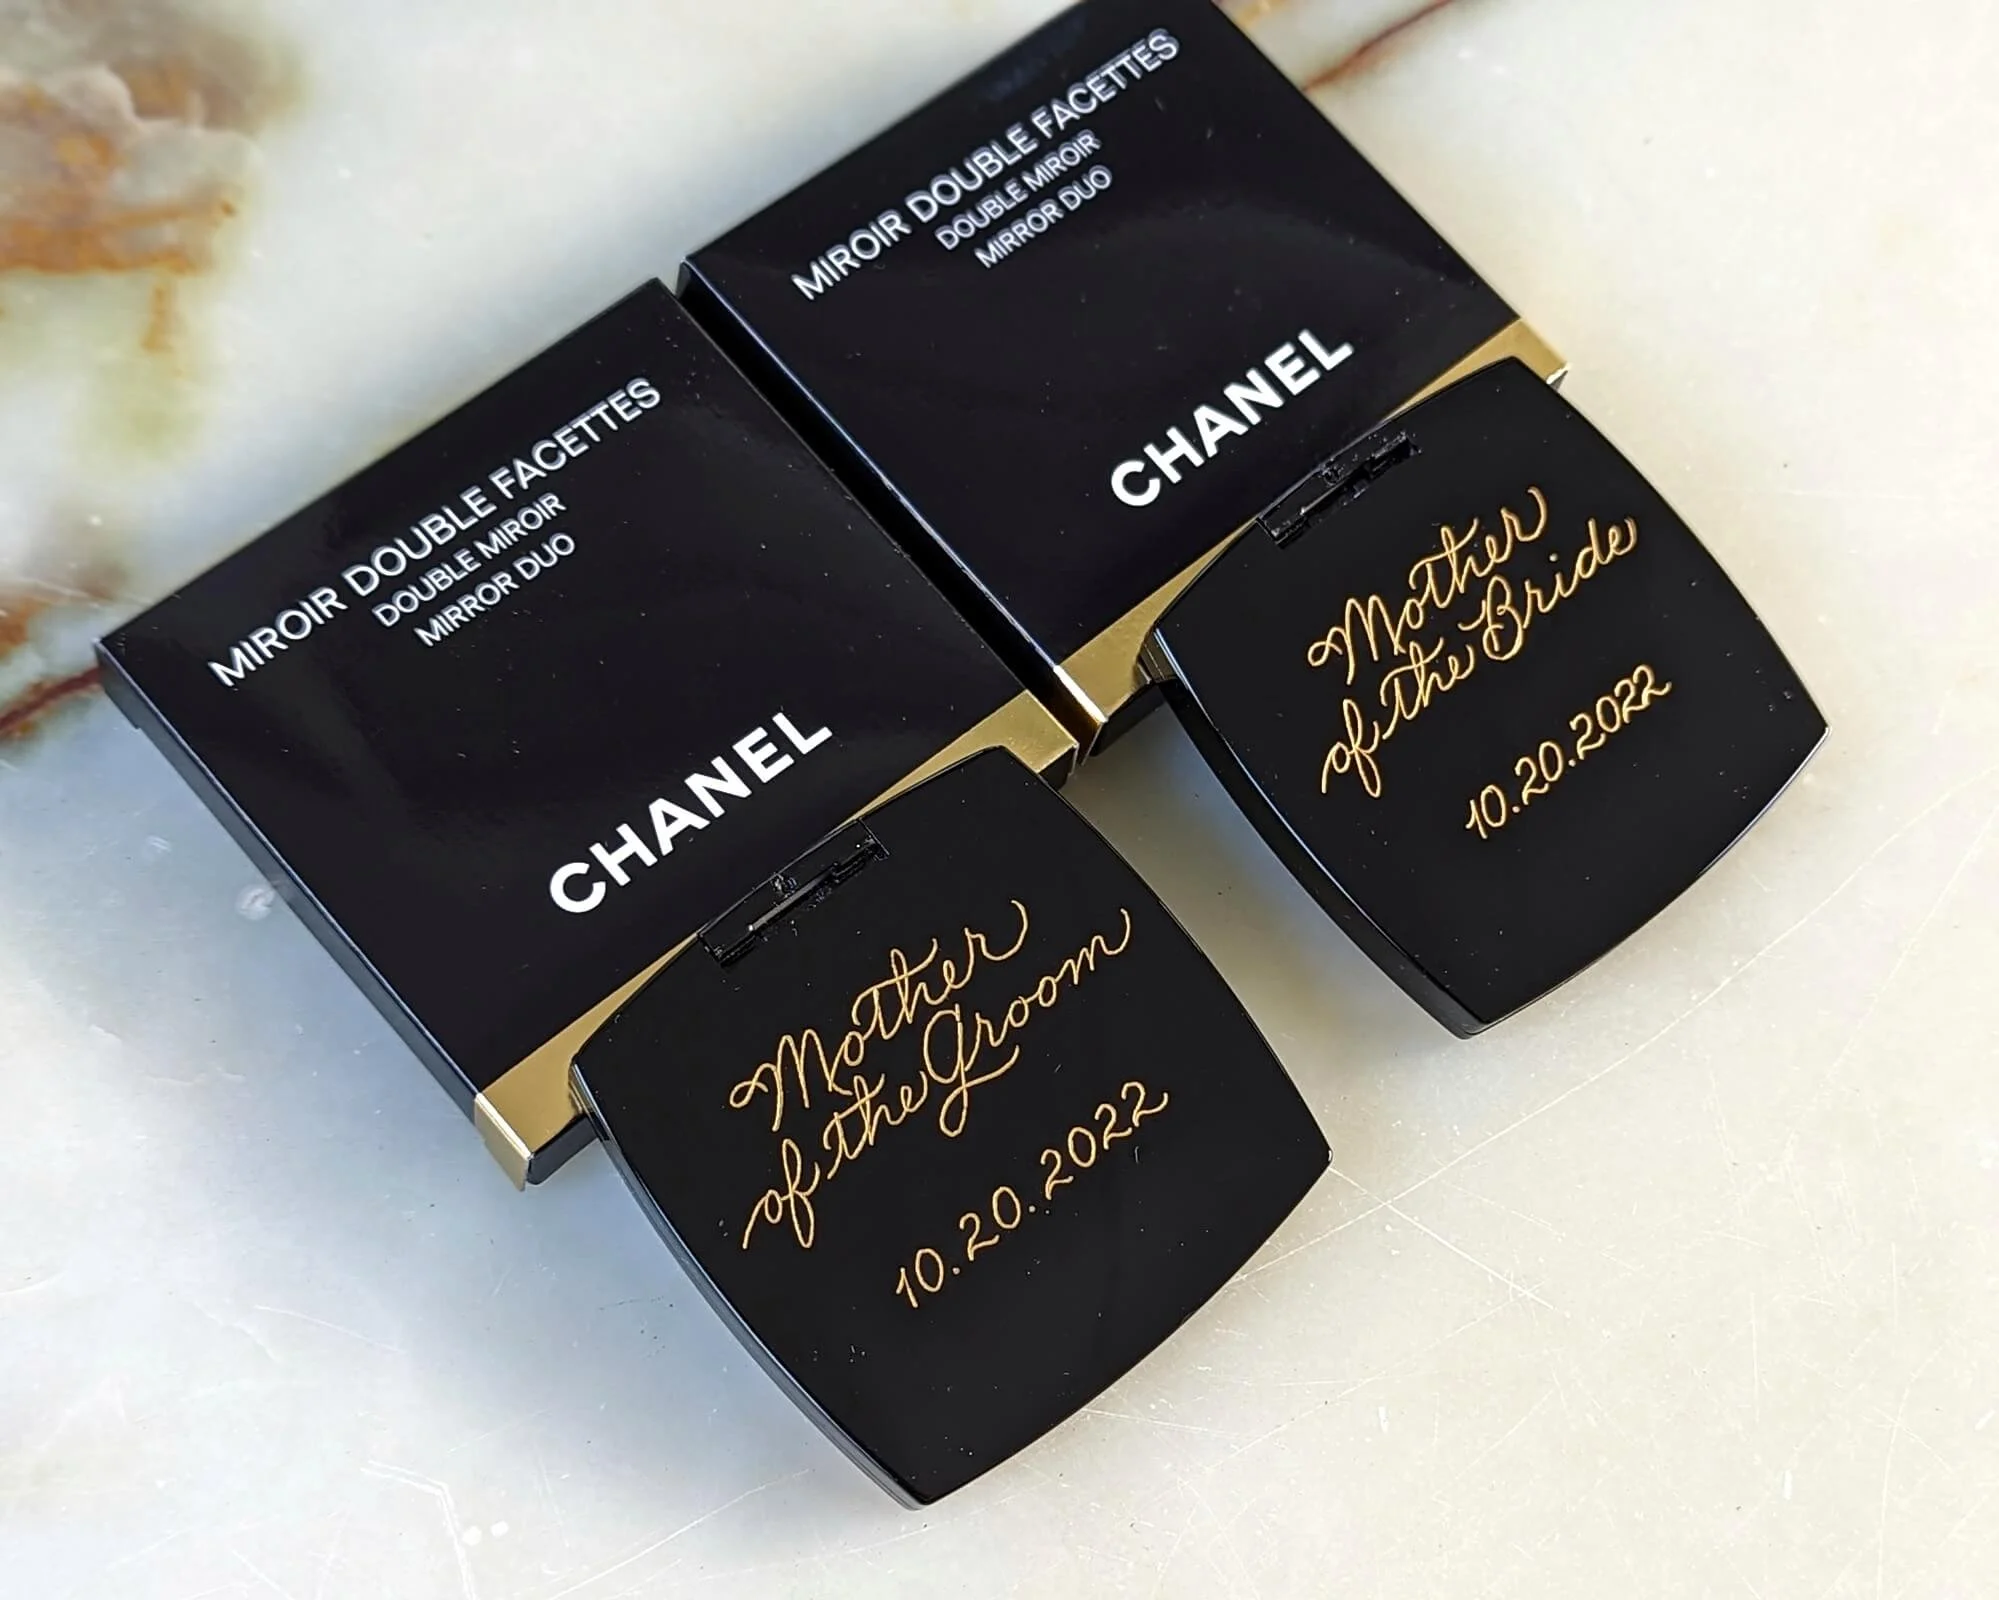 MIROIR DOUBLE FACETTES
DOUBLE MIROIR
MIRROR DUO
CHANEL
MIROIR DOUBLE FACETTES
DOUBLE MIROIR
MIRROR DUO
CHANEL
Mother
of the Groom
10.20.2022
Mother
of the Bride
10.20.2022